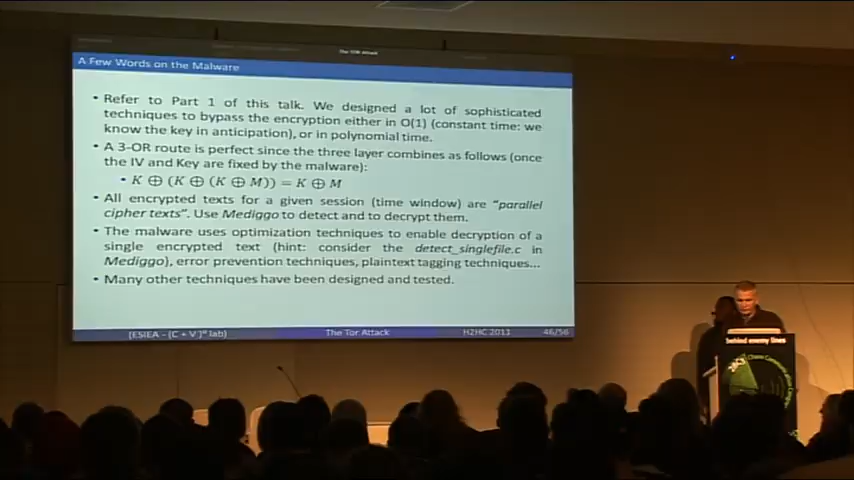 The TOR Attack
A Few Words on the Malware
• Refer to Part 1 of this talk. We designed a lot of sophisticated
techniques to bypass the encryption either in O(1) (constant time: we
know the key in anticipation), or in polynomial time.
• A 3-OR route is perfect since the three layer combines as follows (once
the IV and Key are fixed by the malware):
• K ⊕ (K ⊕ (K ⊕ M)) = K ⊕ M
• All encrypted texts for a given session (time window) are "parallel
cipher texts". Use Mediggo to detect and to decrypt them.
• The malware uses optimization techniques to enable decryption of a
single encrypted text (hint: consider the detect_singlefile.c in
Mediggo), error prevention techniques, plaintext tagging techniques...
• Many other techniques have been designed and tested.
(ESIEA - (C + V)ᴼ lab)
The Tor Attack
H2HC 2011
46/56
behind enemy lines
Chaos Communication Congress